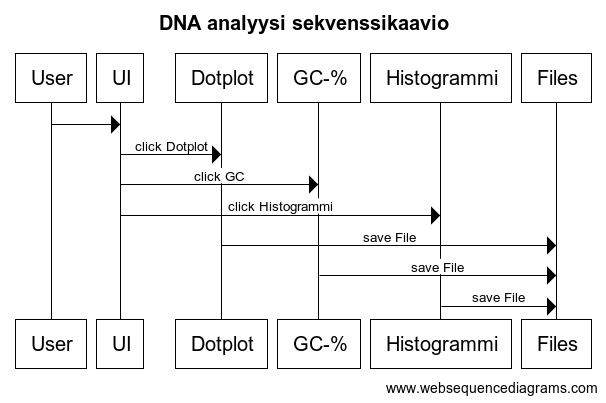 DNA analyysi sekvenssikaavio
User UI Dotplot GC-% Histogrammi Files
click Dotplot
click GC
click Histogrammi
save File
save File
save File
User UI Dotplot GC-% Histogrammi Files
www.websequencediagrams.com